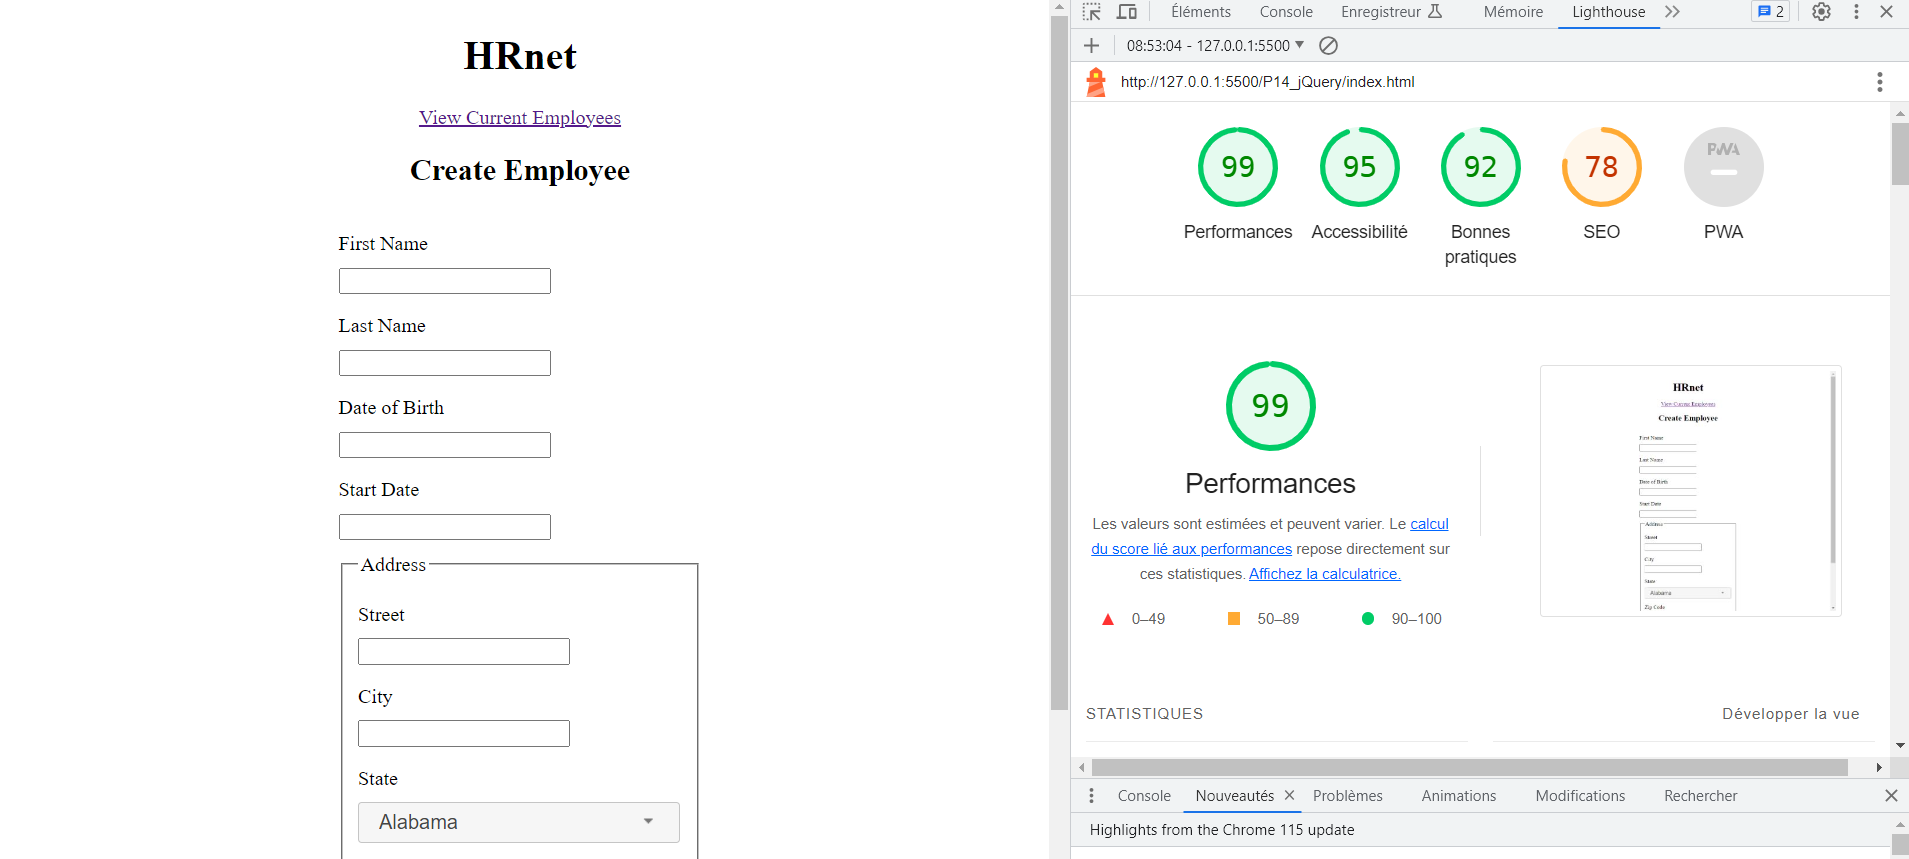 HRnet
View Current Employees
Create Employee
First Name
Last Name
Date of Birth
Start Date
Address
Street
City
State
Alabama
Éléments Console Enregistreur Mémoire Lighthouse 2
08:53:04 - 127.0.0.1:5500
http://127.0.0.1:5500/P14_jQuery/index.html
99 95 92 78 PWA
Performances Accessibilité Bonnes pratiques SEO PWA
99
Performances
Les valeurs sont estimées et peuvent varier. Le calcul
du score lié aux performances repose directement sur
ces statistiques. Affichez la calculatrice.
0–49 50–89 90–100
HRnet
View Current Employees
Create Employee
First Name
Last Name
Date of Birth
Start Date
Address
Street
City
State
Alabama
Zip Code
STATISTIQUES Développer la vue
Console Nouveautés Problèmes Animations Modifications Rechercher
Highlights from the Chrome 115 update